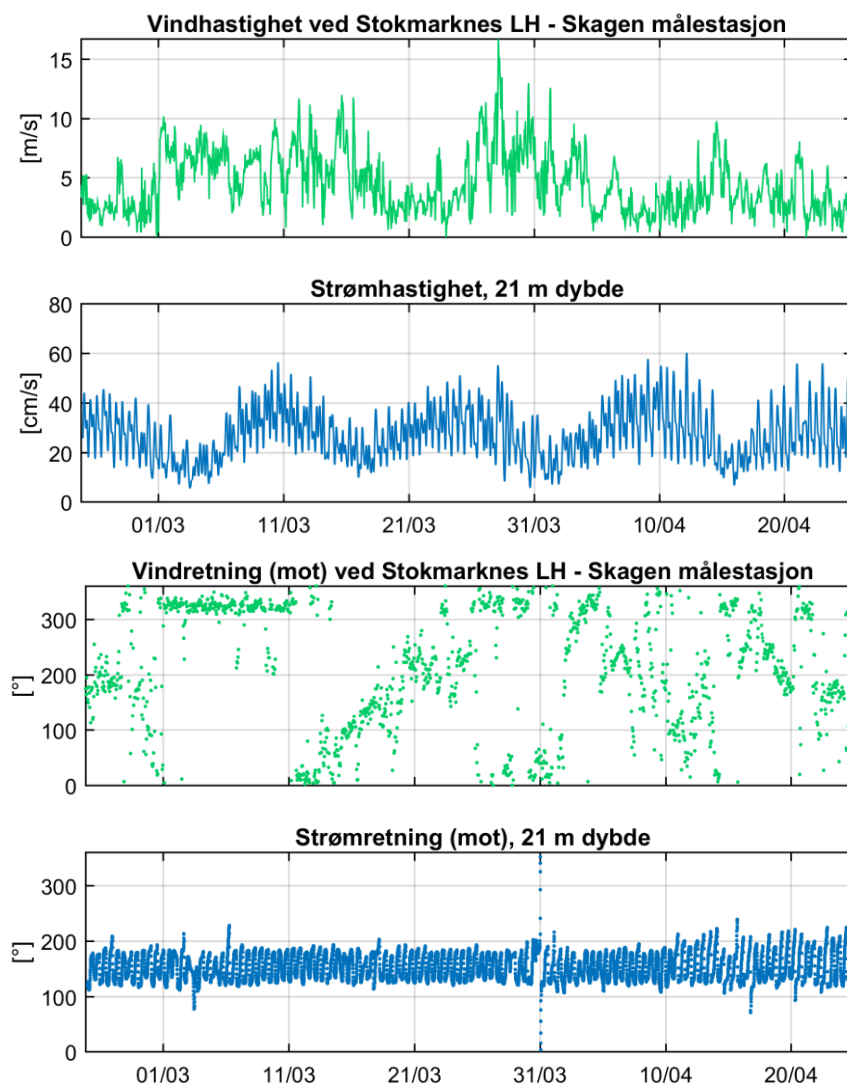 Vindhastighet ved Stokmarknes LH - Skagen målestasjon
[m/s]
15
10
5
0
Strømhastighet, 21 m dybde
[cm/s]
80
60
40
20
0
01/03 11/03 21/03 31/03 10/04 20/04
Vindretning (mot) ved Stokmarknes LH - Skagen målestasjon
[°]
300
200
100
0
Strømretning (mot), 21 m dybde
[°]
300
200
100
0
01/03 11/03 21/03 31/03 10/04 20/04